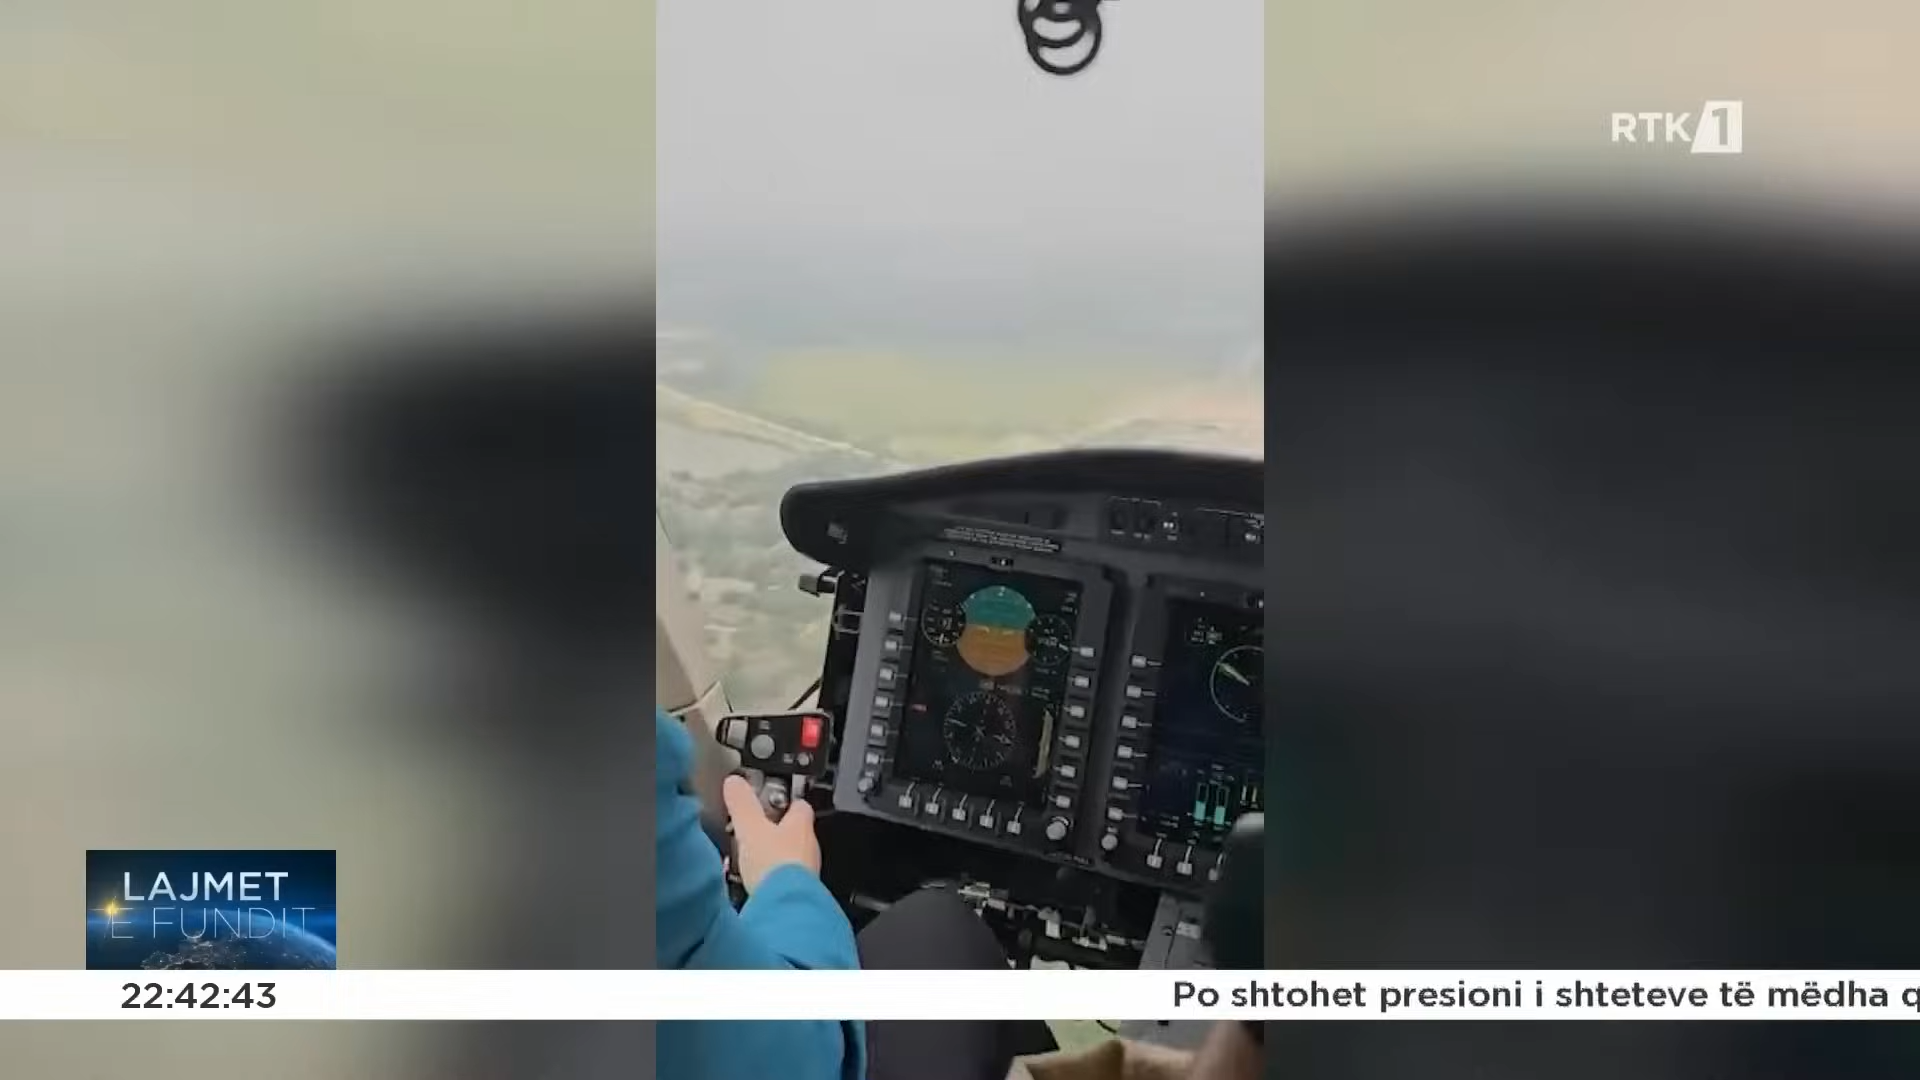 RTK 1
LAJMET
E FUNDIT
22:42:43
Po shtohet presioni i shteteve të mëdha q